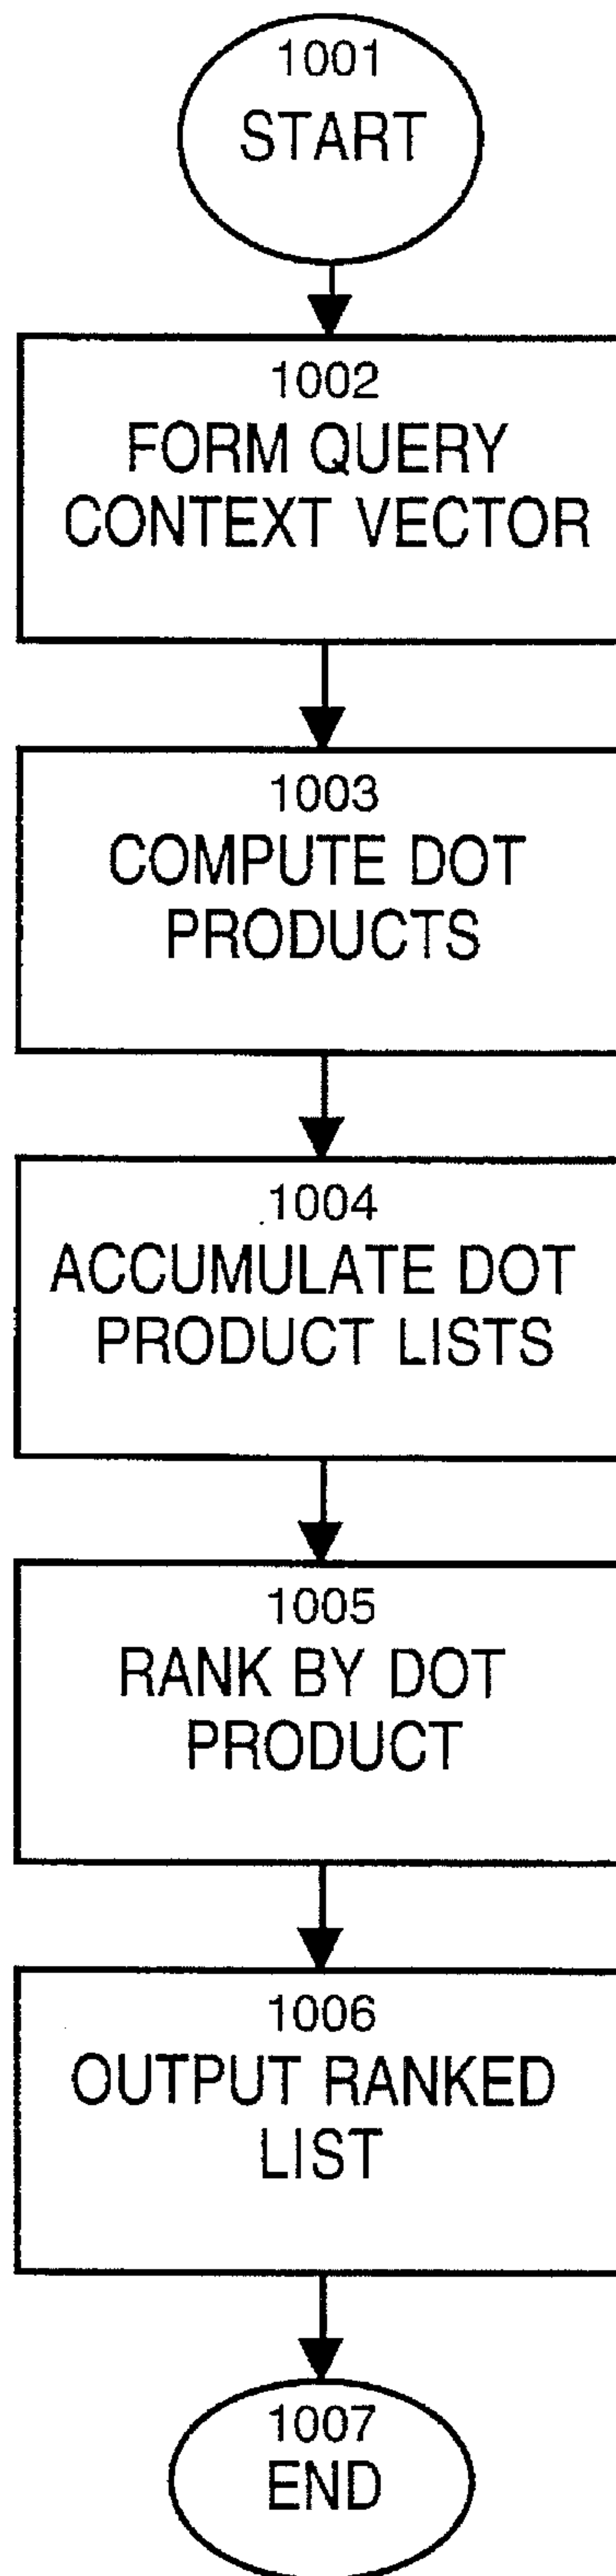 1001
START
1002
FORM QUERY
CONTEXT VECTOR
1003
COMPUTE DOT
PRODUCTS
1004
ACCUMULATE DOT
PRODUCT LISTS
1005
RANK BY DOT
PRODUCT
1006
OUTPUT RANKED
LIST
1007
END